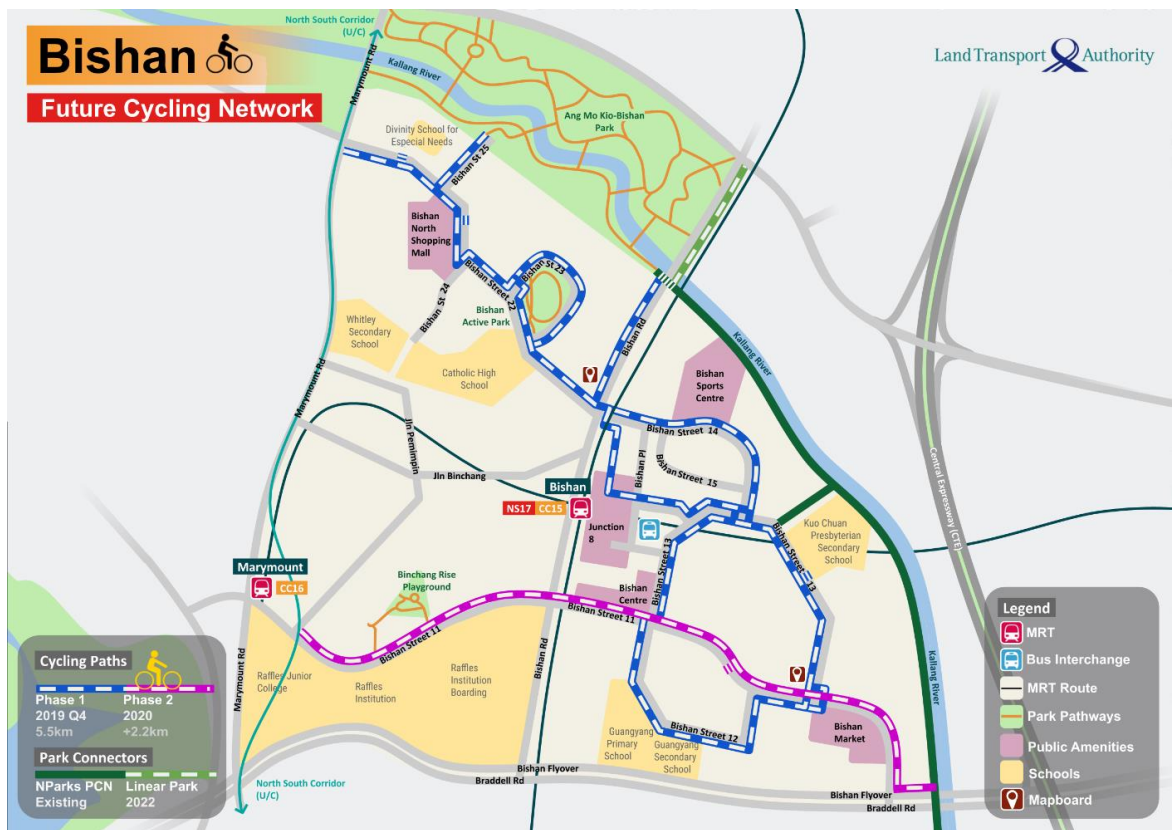 Bishan
Future Cycling Network
Land Transport Authority
North South Corridor
(U/C)
Marymount Rd
Kallang River
Ang Mo Kio-Bishan
Park
Divinity School for
Especial Needs
Bishan St 25
Bishan
North
Shopping
Mall
Bishan Street 22
Bishan St 23
Bishan St 24
Bishan
Active Park
Bishan Rd
Whitley
Secondary
School
Catholic High
School
Kallang River
Bishan
Sports
Centre
Marymount Rd
Bishan Street 14
Jln Pemimpin
Bishan Pl
Bishan Street 15
Jln Binchang
Central Expressway (CTE)
Bishan
NS17
CC15
Junction
8
Kuo Chuan
Presbyterian
Secondary
School
Bishan Street 13
Bishan Street 13
Marymount
CC16
Binchang Rise
Playground
Bishan
Centre
Bishan Street 11
Bishan Street 11
Bishan Rd
Marymount Rd
Raffles Junior
College
Raffles
Institution
Raffles
Institution
Boarding
Kallang River
Bishan Street 12
Guangyang
Primary
School
Guangyang
Secondary
School
Bishan
Market
Bishan Flyover
Braddell Rd
Bishan Flyover
Braddell Rd
North South Corridor
(U/C)
Cycling Paths
Phase 1
2019 Q4
5.5km
Phase 2
2020
+2.2km
Park Connectors
NParks PCN
Existing
Linear Park
2022
Legend
MRT
Bus Interchange
MRT Route
Park Pathways
Public Amenities
Schools
Mapboard